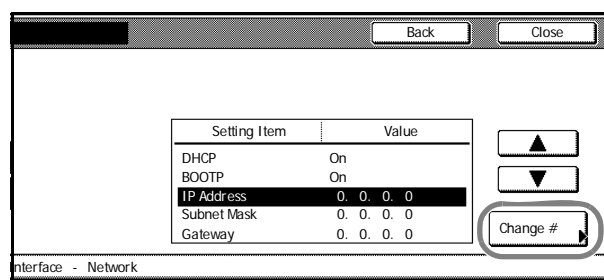 Back Close
Setting Item Value
DHCP On
BOOTP On
IP Address 0. 0. 0. 0
Subnet Mask 0. 0. 0. 0
Gateway 0. 0. 0. 0
Change #
nterface - Network